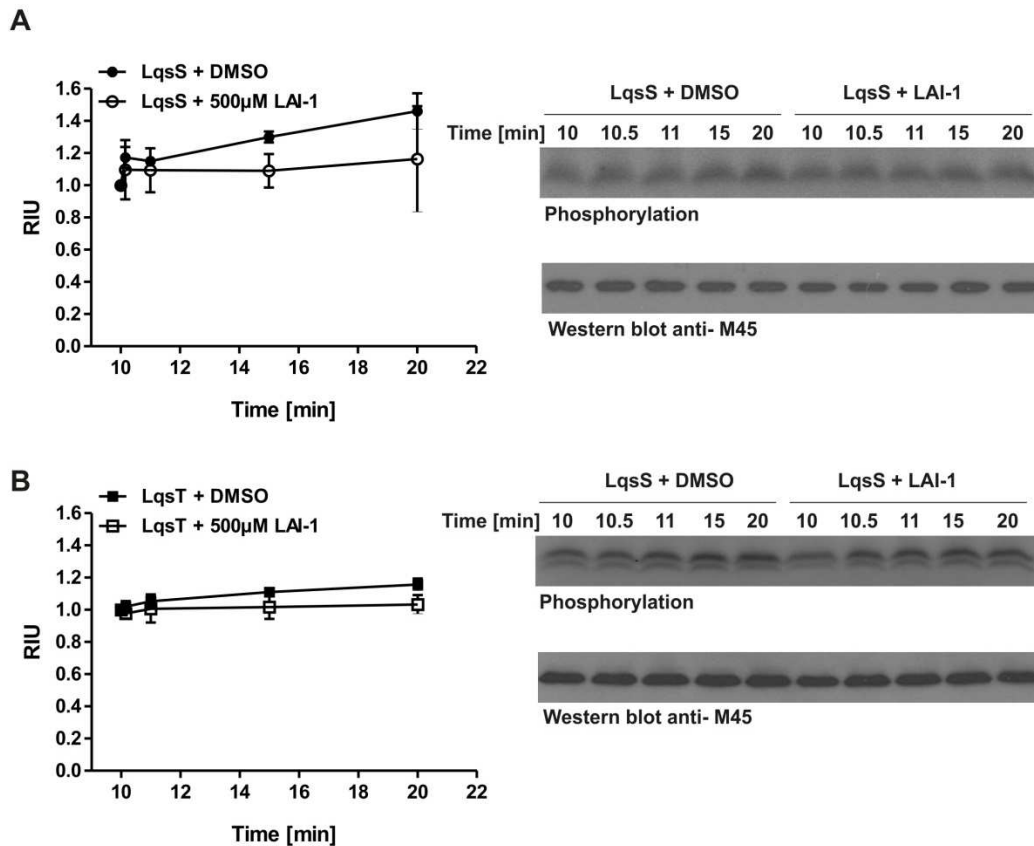 A
LqsS + DMSO
LqsS + 500µM LAI-1
1.6
1.4
1.2
1.0
0.8
0.6
0.4
0.2
0.0
RIU
10 12 14 16 18 20 22
Time [min]
LqsS + DMSO LqsS + LAI-1
Time [min] 10 10.5 11 15 20 10 10.5 11 15 20
Phosphorylation
Western blot anti- M45
B
LqsT + DMSO
LqsT + 500µM LAI-1
1.6
1.4
1.2
1.0
0.8
0.6
0.4
0.2
0.0
RIU
10 12 14 16 18 20 22
Time [min]
LqsS + DMSO LqsS + LAI-1
Time [min] 10 10.5 11 15 20 10 10.5 11 15 20
Phosphorylation
Western blot anti- M45